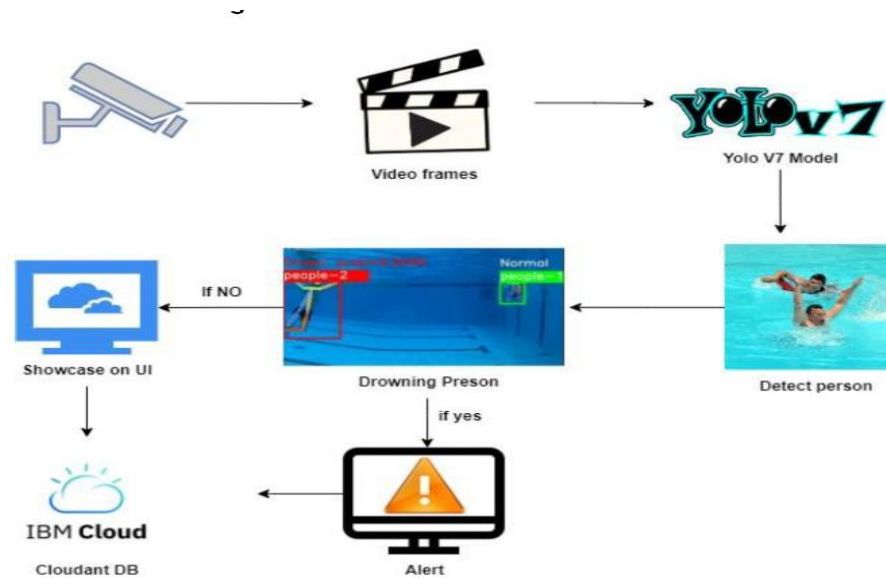 YOLOv7
Video frames
Yolo V7 Model
people-2
Normal
people-1
If NO
Showcase on UI
Drowning Preson
Detect person
if yes
IBM Cloud
Cloudant DB
Alert